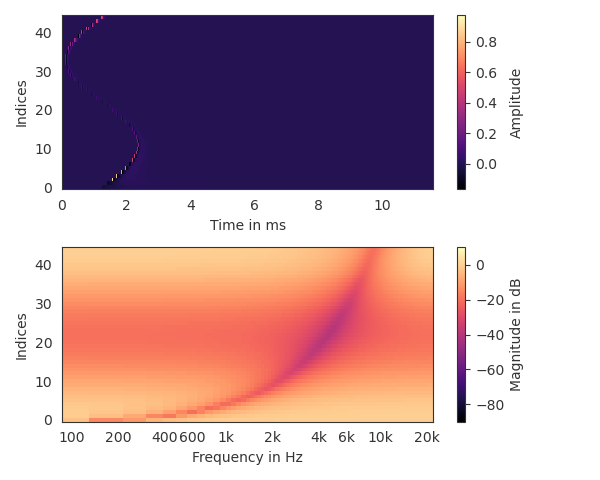 40
30
20
10
0
Indices
0 2 4 6 8 10
Time in ms
0.8
0.6
0.4
0.2
0.0
Amplitude
40
30
20
10
0
Indices
100 200 400 600 1k 2k 4k 6k 10k 20k
Frequency in Hz
0
−20
−40
−60
−80
Magnitude in dB